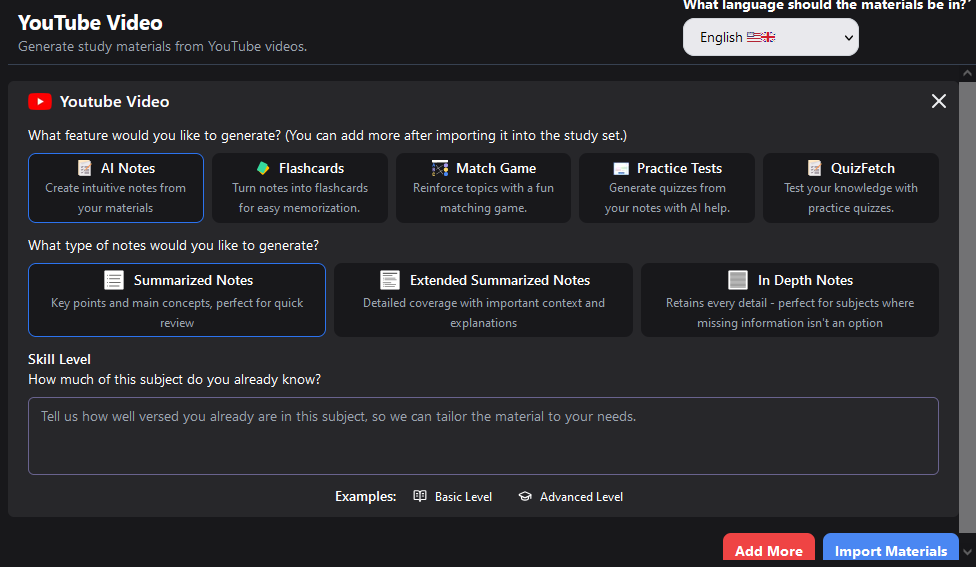 What language should the materials be in?
YouTube Video
Generate study materials from YouTube videos.
English
Youtube Video
What feature would you like to generate? (You can add more after importing it into the study set.)
AI Notes
Create intuitive notes from
your materials
Flashcards
Turn notes into flashcards
for easy memorization.
Match Game
Reinforce topics with a fun
matching game.
Practice Tests
Generate quizzes from
your notes with AI help.
QuizFetch
Test your knowledge with
practice quizzes.
What type of notes would you like to generate?
Summarized Notes
Key points and main concepts, perfect for quick
review
Extended Summarized Notes
Detailed coverage with important context and
explanations
In Depth Notes
Retains every detail - perfect for subjects where
missing information isn't an option
Skill Level
How much of this subject do you already know?
Tell us how well versed you already are in this subject, so we can tailor the material to your needs.
Examples: Basic Level Advanced Level
Add More Import Materials